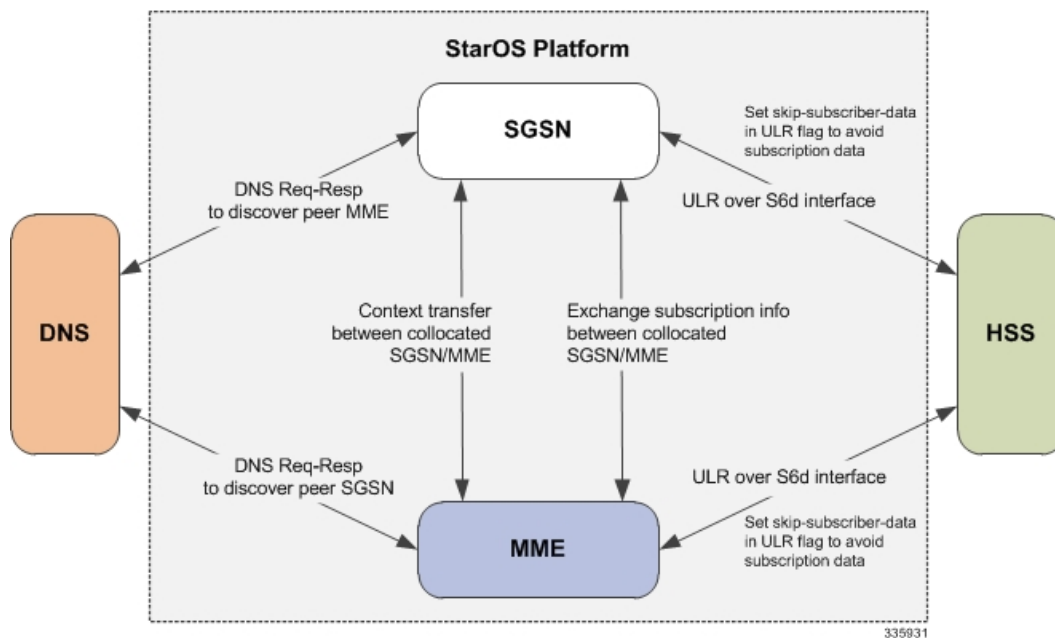 StarOS Platform
SGSN
Set skip-subscriber-data
in ULR flag to avoid
subscription data
DNS Req-Resp
to discover peer MME
ULR over S6d interface
DNS
Context transfer
between collocated
SGSN/MME
Exchange subscription info
between collocated
SGSN/MME
HSS
DNS Req-Resp
to discover peer SGSN
ULR over S6d interface
MME
Set skip-subscriber-data
in ULR flag to avoid
subscription data
335931